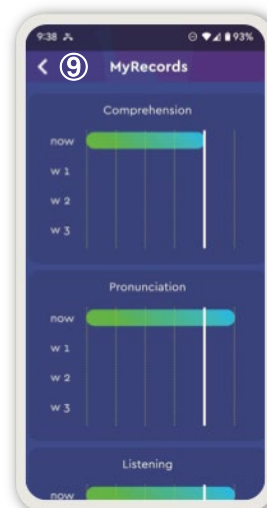 9:38 93%
⑨ MyRecords
Comprehension
now
w 1
w 2
w 3
Pronunciation
now
w 1
w 2
w 3
Listening
now